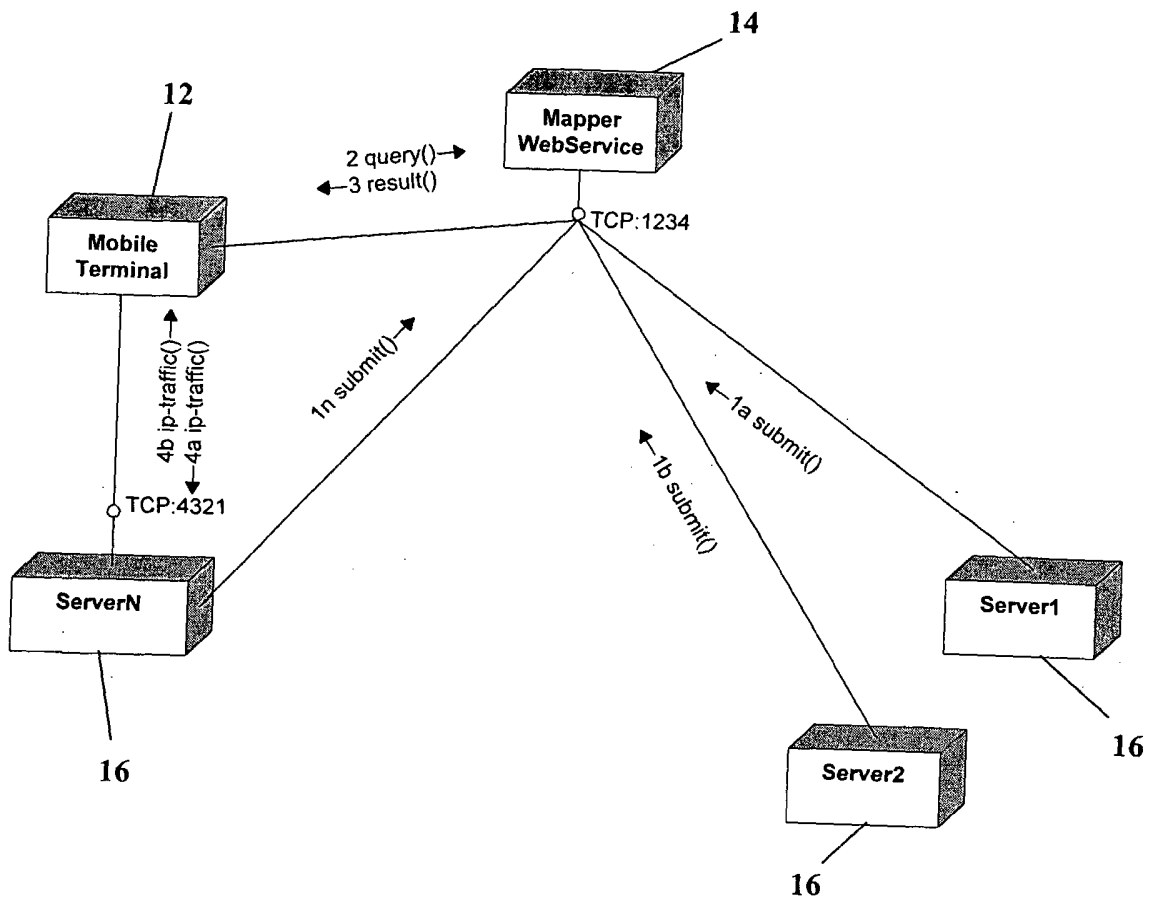 14
12
Mapper
WebService
2 query()
3 result()
TCP:1234
Mobile
Terminal
4b ip-traffic()
4a ip-traffic()
1n submit()
1a submit()
1b submit()
TCP:4321
ServerN
Server1
16
16
Server2
16